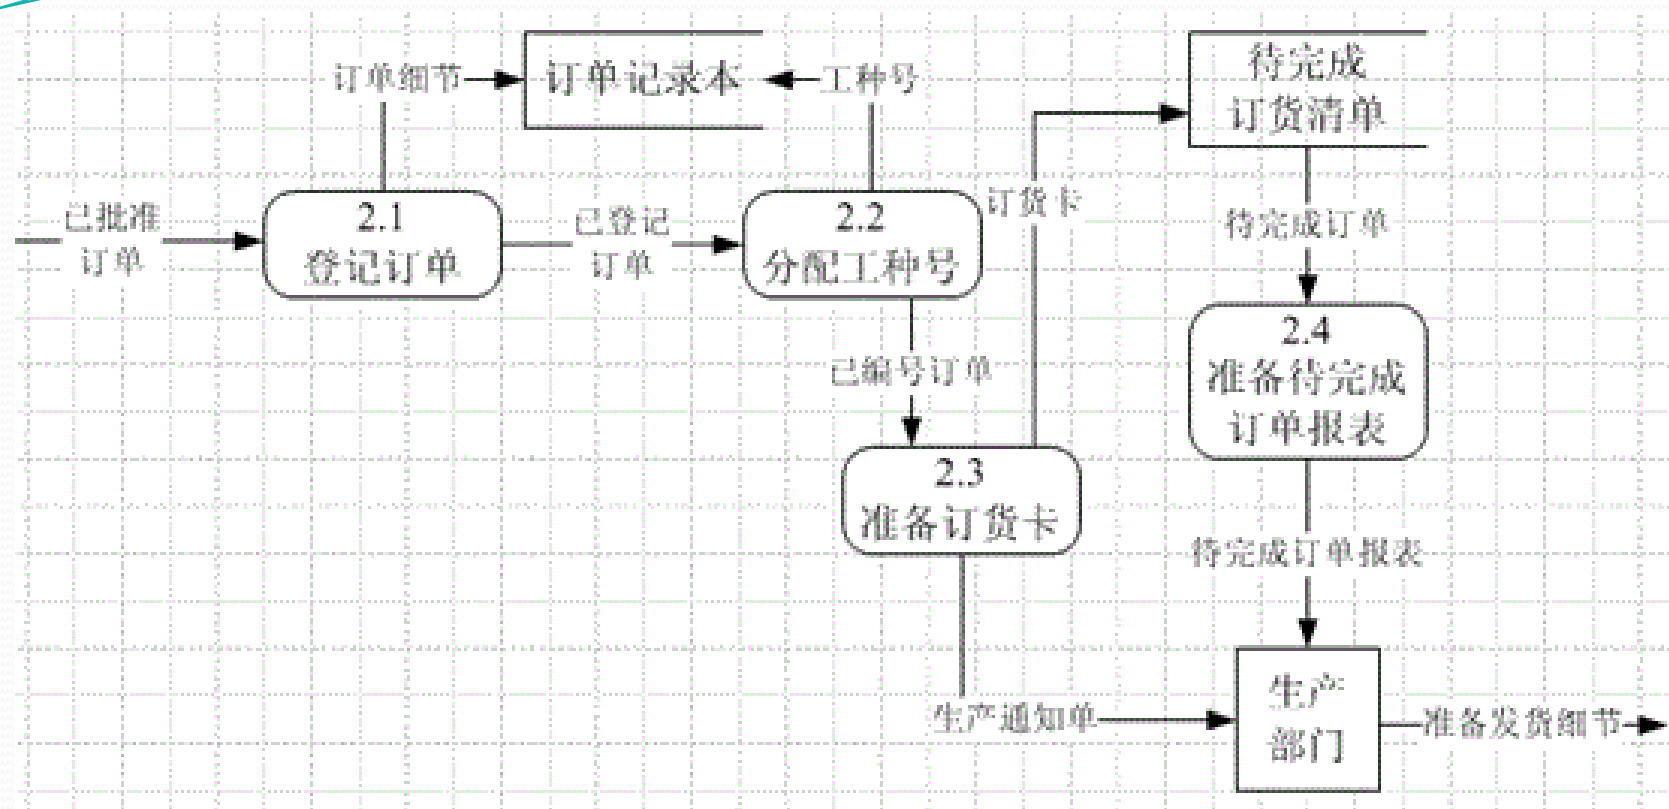 订单细节
订单记录本
工种号
待完成
订货清单
已批准
订单
2.1
登记订单
已登记
订单
2.2
分配工种号
订货卡
待完成订单
已编号订单
2.4
准备待完成
订单报表
2.3
准备订货卡
待完成订单报表
生产
部门
生产通知单
准备发货细节